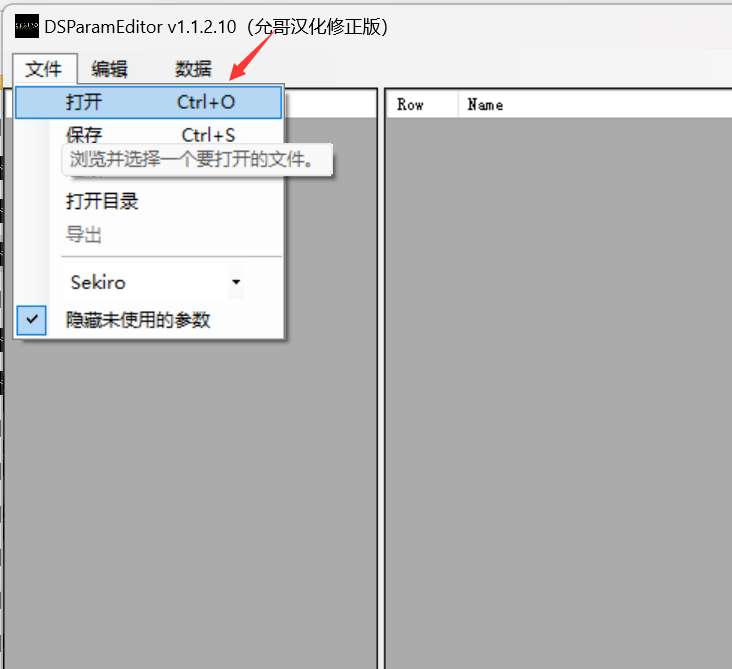 DSParamEditor v1.1.2.10（允哥汉化修正版）
文件 编辑 数据
打开 Ctrl+O
Row Name
保存 Ctrl+S
浏览并选择一个要打开的文件。
打开目录
导出
Sekiro
隐藏未使用的参数